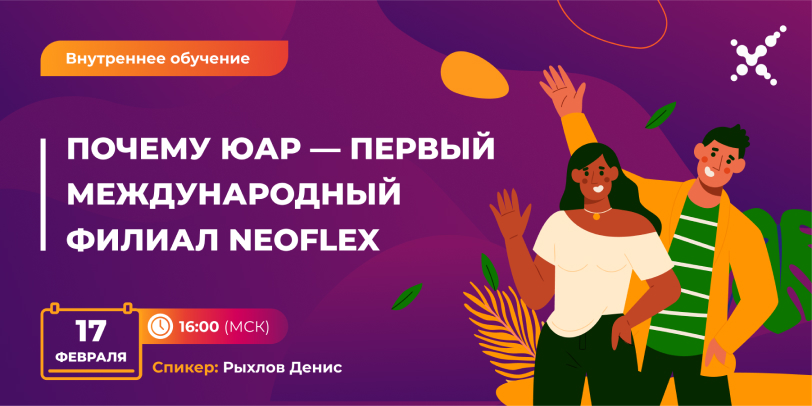 Внутреннее обучение
ПОЧЕМУ ЮАР — ПЕРВЫЙ
МЕЖДУНАРОДНЫЙ
ФИЛИАЛ NEOFLEX
17
ФЕВРАЛЯ
16:00 (МСК)
Спикер: Рыхлов Денис